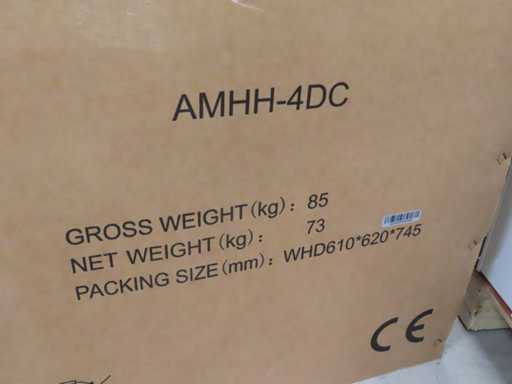 AMHH-4DC
GROSS WEIGHT(kg): 85
NET WEIGHT(kg): 73
PACKING SIZE(mm): WHD610*620*745
CE